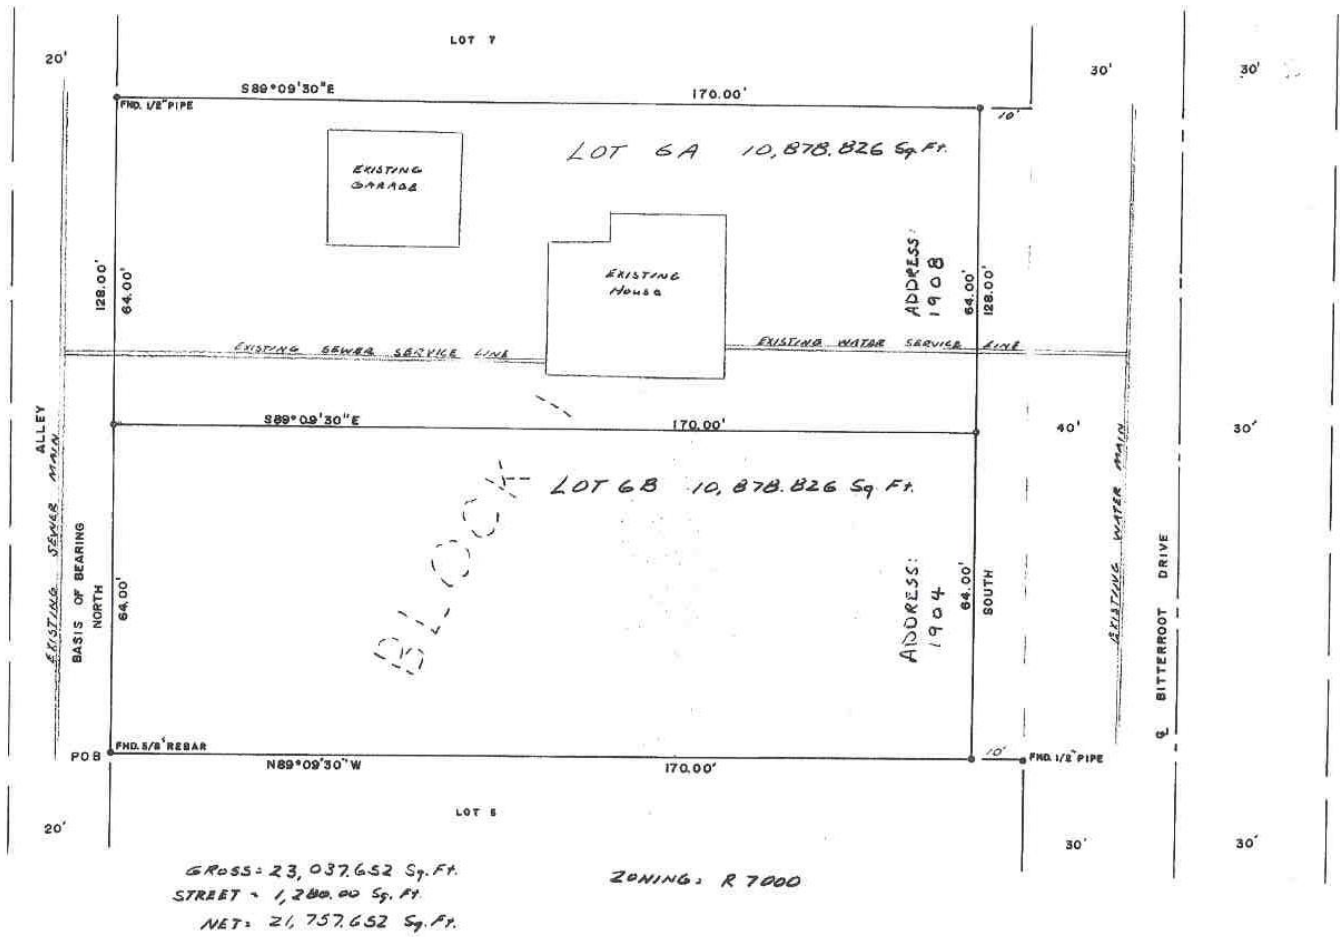 LOT 7
20'
30'
30'
S89°09'30"E
170.00'
FND. 1/2" PIPE
10'
LOT 6A 10,878.826 Sq.Ft.
EXISTING
GARAGE
ADDRESS:
1908
EXISTING
HOUSE
128.00'
64.00'
64.00'
128.00'
EXISTING SEWER SERVICE LINE
EXISTING WATER SERVICE LINE
ALLEY
EXISTING SEWER MAIN
S89°09'30"E
170.00'
40'
30'
EXISTING WATER MAIN
BLOCK 1
LOT 6B 10,878.826 Sq.Ft.
BASIS OF BEARING
NORTH
64.00'
ADDRESS:
1904
64.00'
SOUTH
℄ BITTERROOT DRIVE
POB
FND. 5/8" REBAR
N89°09'30"W
170.00'
10'
FND. 1/2" PIPE
LOT 5
20'
30'
30'
GROSS: 23,037.652 Sq.Ft.
STREET = 1,280.00 Sq.Ft.
NET: 21,757.652 Sq.Ft.
ZONING: R 7000